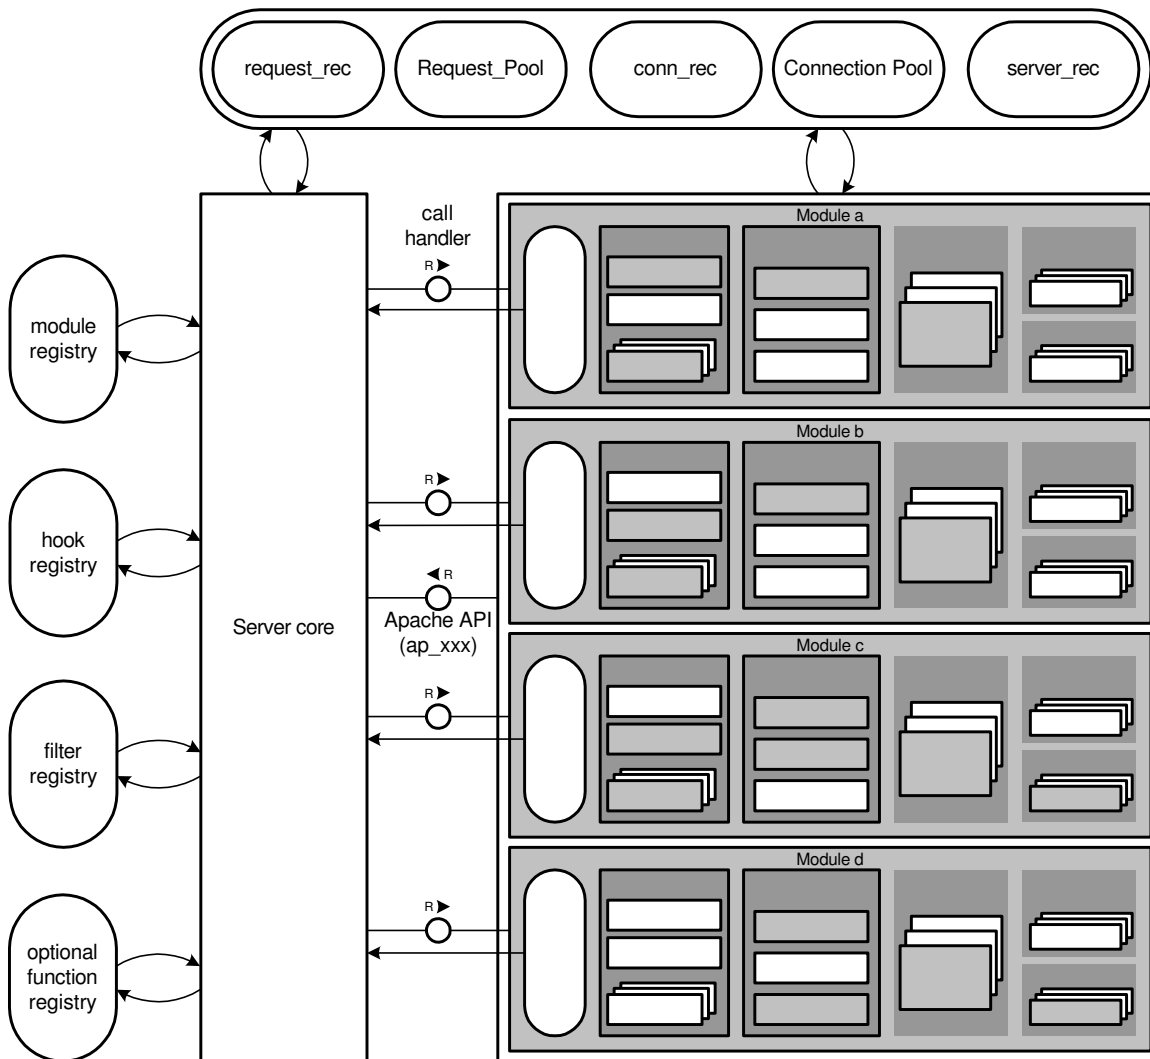 request_rec
Request_Pool
conn_rec
Connection Pool
server_rec
call
handler
R
Module a
module
registry
Module b
R
hook
registry
R
Apache API
(ap_xxx)
Server core
Module c
R
filter
registry
Module d
R
optional
function
registry